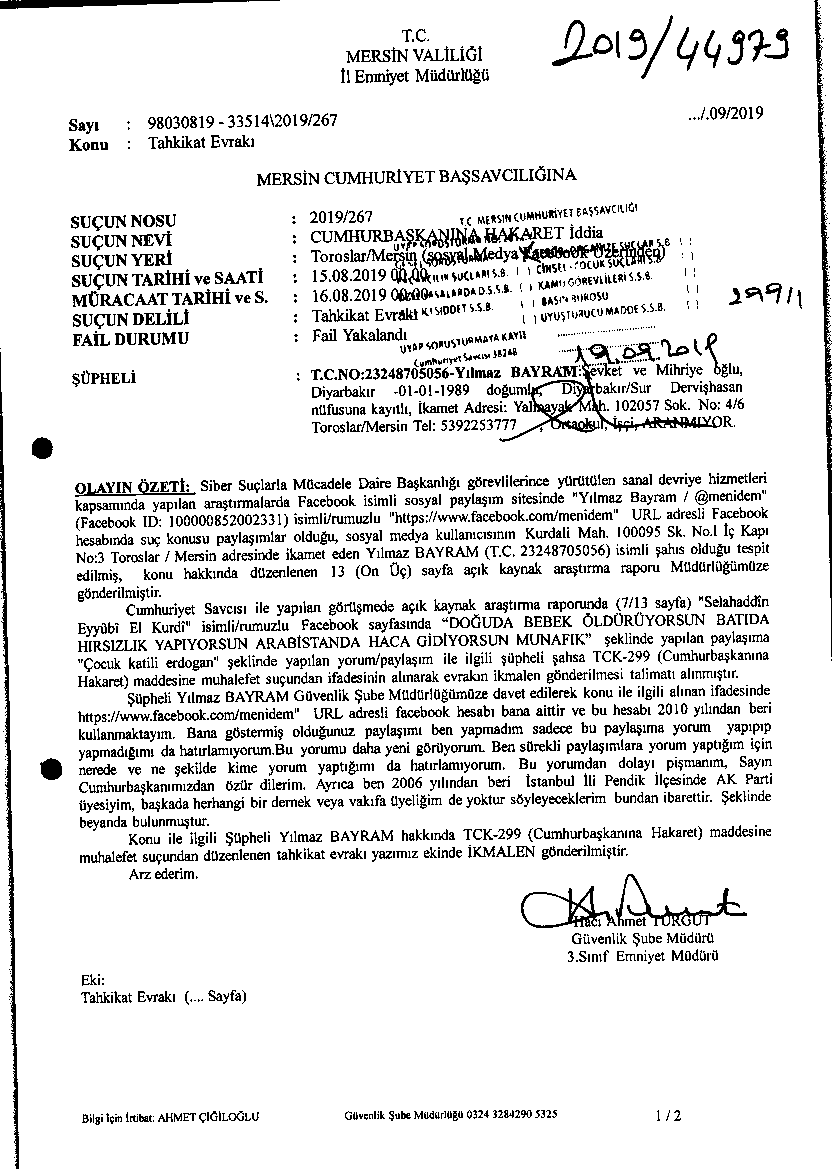 T.C.
MERSİN VALİLİĞİ
İl Emniyet Müdürlüğü
2019/44979
Sayı : 98030819 - 33514\2019/267
.../.09/2019
Konu : Tahkikat Evrakı
MERSİN CUMHURİYET BAŞSAVCILIĞINA
SUÇUN NOSU : 2019/267
T.C. MERSİN CUMHURİYET BAŞSAVCILIĞI
SUÇUN NEVİ : CUMHURBAŞKANINA HAKARET İddia
SUÇUN YERİ : Toroslar/Mersin (sosyal Medya Facebook Üzerinden)
SUÇUN TARİHİ ve SAATİ : 15.08.2019 00.00
SUÇLARI S.B. ( ) CİNSEL - ÇOCUK SUÇLARI S.B.
MÜRACAAT TARİHİ ve S. : 16.08.2019 00.00
D.S.S.B. ( ) KAMU GÖREVLİLERİ S.S.B. ( )
299/1
SUÇUN DELİLİ : Tahkikat Evrakı
ŞİDDET S.S.B. ( ) BASIN BÜROSU ( )
( ) UYUŞTURUCU MADDE S.S.B. ( )
FAİL DURUMU : Fail Yakalandı
UYAP SORUŞTURMAYA KAYIT
Cumhuriyet Savcısı 38248
19.09.2019
ŞÜPHELİ : T.C.NO:23248705056-Yılmaz BAYRAM:Şevket ve Mihriye oğlu,
Diyarbakır -01-01-1989 doğumlu, Diyarbakır/Sur Dervişhasan
nüfusuna kayıtlı, İkamet Adresi: Yalınayak Mah. 102057 Sok. No: 4/6
Toroslar/Mersin Tel: 5392253777 , Ortaokul, İşçi, ARANMIYOR.
OLAYIN ÖZETİ: Siber Suçlarla Mücadele Daire Başkanlığı görevlilerince yürütülen sanal devriye hizmetleri
kapsamında yapılan araştırmalarda Facebook isimli sosyal paylaşım sitesinde "Yılmaz Bayram / @menidem"
(Facebook ID: 100000852002331) isimli/rumuzlu "https://www.facebook.com/menidem" URL adresli Facebook
hesabında suç konusu paylaşımlar olduğu, sosyal medya kullanıcısının Kurdali Mah. 100095 Sk. No.1 İç Kapı
No:3 Toroslar / Mersin adresinde ikamet eden Yılmaz BAYRAM (T.C. 23248705056) isimli şahıs olduğu tespit
edilmiş, konu hakkında düzenlenen 13 (On Üç) sayfa açık kaynak araştırma raporu Müdürlüğümüze
gönderilmiştir.
Cumhuriyet Savcısı ile yapılan görüşmede açık kaynak araştırma raporunda (7/13 sayfa) "Selahaddin
Eyyübi El Kurdi" isimli/rumuzlu Facebook sayfasında "DOĞUDA BEBEK ÖLDÜRÜYORSUN BATIDA
HIRSIZLIK YAPIYORSUN ARABİSTANDA HACA GİDİYORSUN MUNAFIK" şeklinde yapılan paylaşıma
"Çocuk katili erdogan" şeklinde yapılan yorum/paylaşım ile ilgili şüpheli şahsa TCK-299 (Cumhurbaşkanına
Hakaret) maddesine muhalefet suçundan ifadesinin alınarak evrakın ikmalen gönderilmesi talimatı alınmıştır.
Şüpheli Yılmaz BAYRAM Güvenlik Şube Müdürlüğümüze davet edilerek konu ile ilgili alınan ifadesinde
https://www.facebook.com/menidem" URL adresli facebook hesabı bana aittir ve bu hesabı 2010 yılından beri
kullanmaktayım. Bana göstermiş olduğunuz paylaşımı ben yapmadım sadece bu paylaşıma yorum yapıpıp
yapmadığımı da hatırlamıyorum.Bu yorumu daha yeni görüyorum. Ben sürekli paylaşımlara yorum yaptığım için
nerede ve ne şekilde kime yorum yaptığımı da hatırlamıyorum. Bu yorumdan dolayı pişmanım, Sayın
Cumhurbaşkanımızdan özür dilerim. Ayrıca ben 2006 yılından beri İstanbul İli Pendik İlçesinde AK Parti
üyesiyim, başkada herhangi bir dernek veya vakıfa üyeliğim de yoktur söyleyeceklerim bundan ibarettir. Şeklinde
beyanda bulunmuştur.
Konu ile ilgili Şüpheli Yılmaz BAYRAM hakkında TCK-299 (Cumhurbaşkanına Hakaret) maddesine
muhalefet suçundan düzenlenen tahkikat evrakı yazımız ekinde İKMALEN gönderilmiştir.
Arz ederim.
Hacı Ahmet TURGUT
Güvenlik Şube Müdürü
3.Sınıf Emniyet Müdürü
Eki:
Tahkikat Evrakı (.... Sayfa)
Bilgi İçin İrtibat: AHMET ÇİĞİLOĞLU
Güvenlik Şube Müdürlüğü 0324 3284290 5325
1 / 2